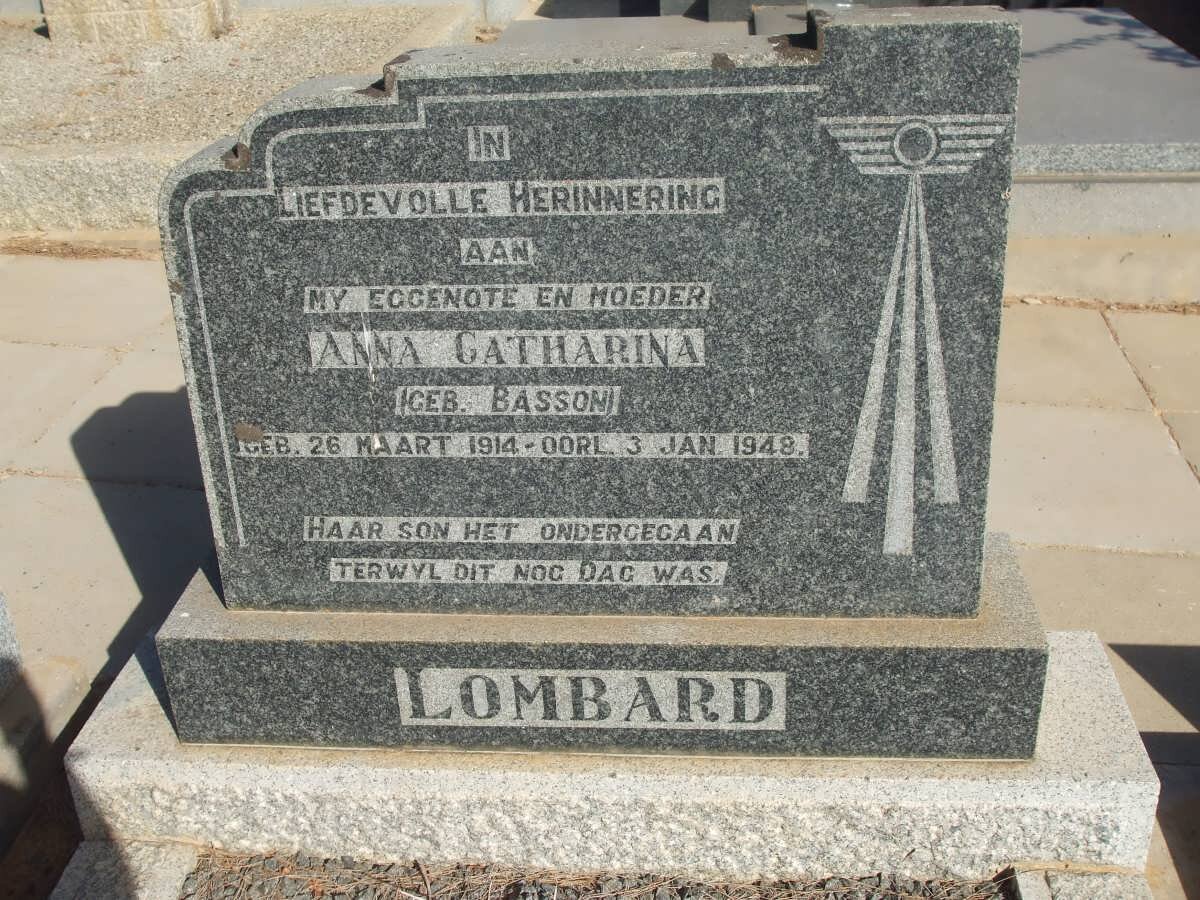 IN
LIEFDEVOLLE HERINNERING
AAN
MY EGGENOTE EN MOEDER
ANNA CATHARINA
(GEB. BASSON)
GEB. 26 MAART 1914 - OORL. 3 JAN. 1948.
HAAR SON HET ONDERGEGAAN
TERWYL DIT NOG DAG WAS.
LOMBARD